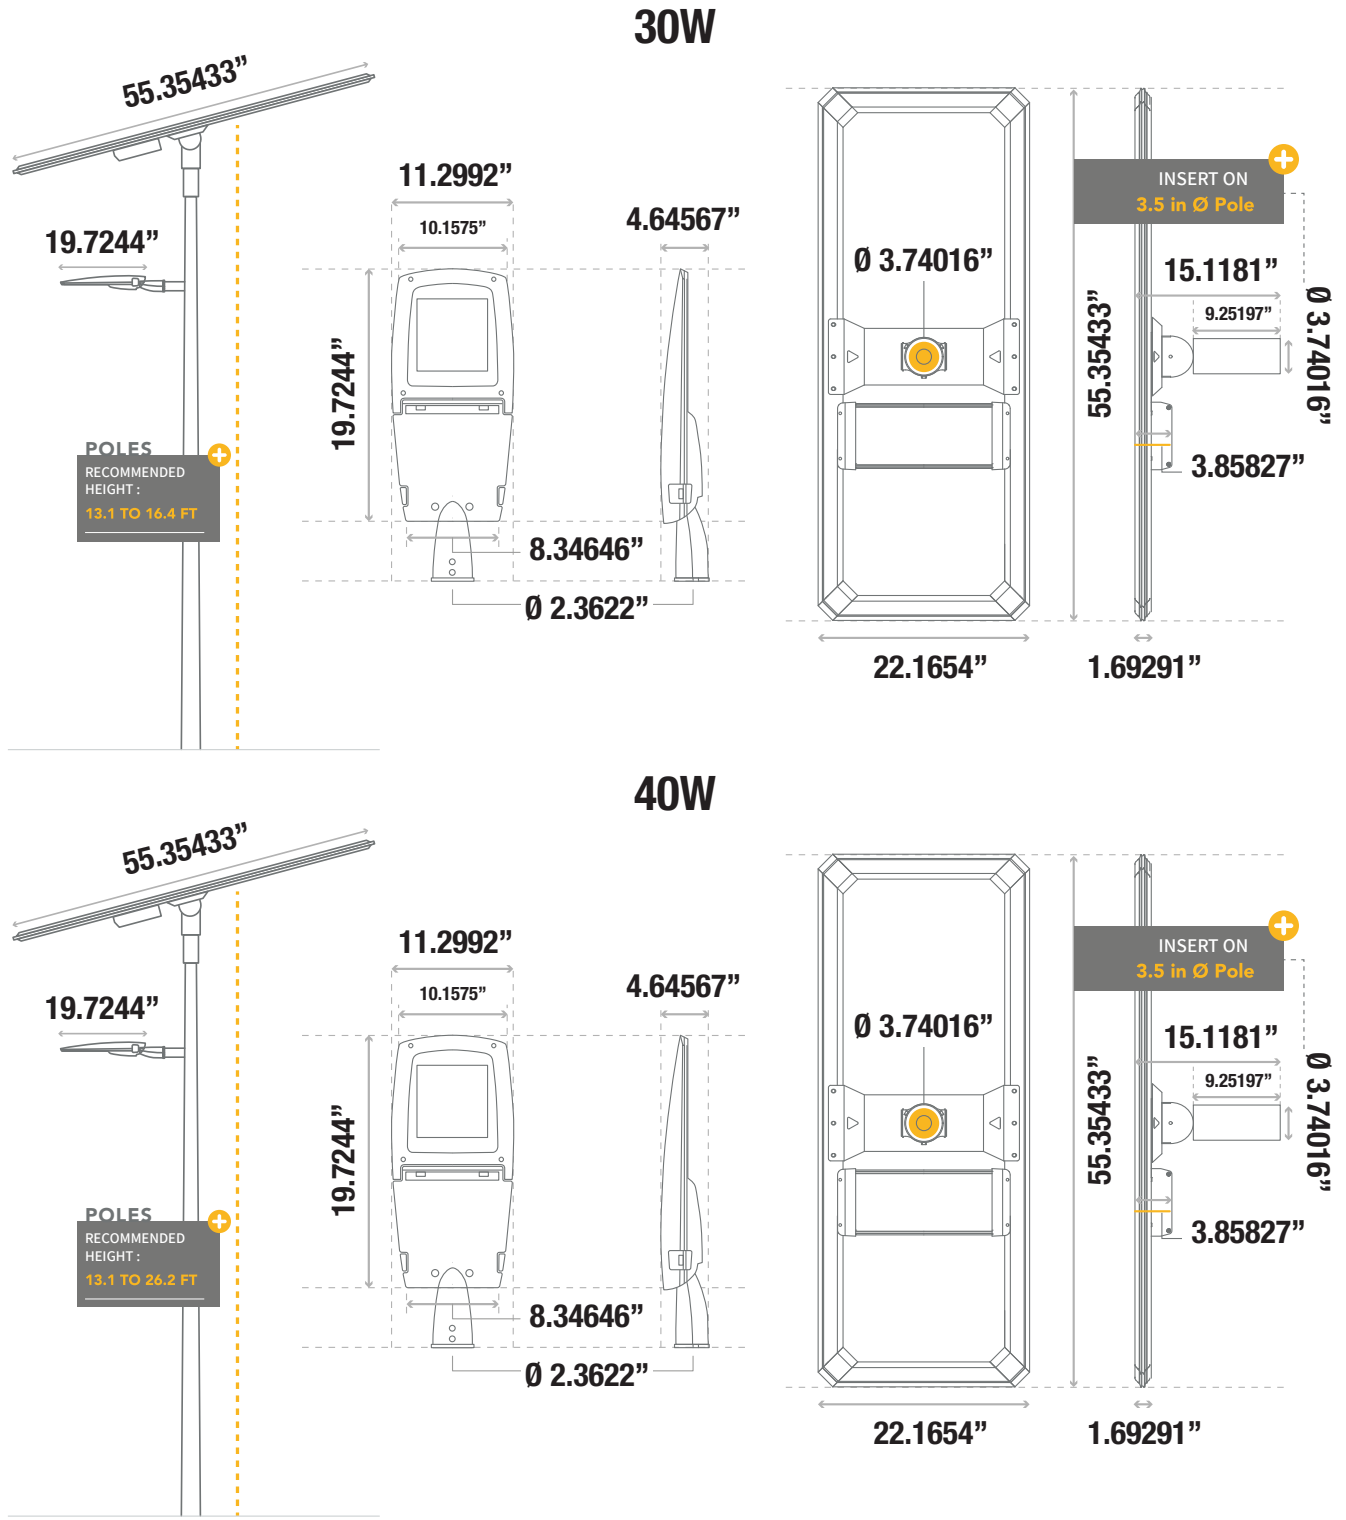 30W
55.35433”
19.7244”
POLES
RECOMMENDED
HEIGHT :
13.1 TO 16.4 FT
11.2992”
10.1575”
4.64567”
19.7244”
8.34646”
Ø 2.3622”
Ø 3.74016”
22.1654”
55.35433”
INSERT ON
3.5 in Ø Pole
15.1181”
9.25197”
Ø 3.74016”
3.85827”
1.69291”
40W
55.35433”
19.7244”
POLES
RECOMMENDED
HEIGHT :
13.1 TO 26.2 FT
11.2992”
10.1575”
4.64567”
19.7244”
8.34646”
Ø 2.3622”
Ø 3.74016”
22.1654”
55.35433”
INSERT ON
3.5 in Ø Pole
15.1181”
9.25197”
Ø 3.74016”
3.85827”
1.69291”